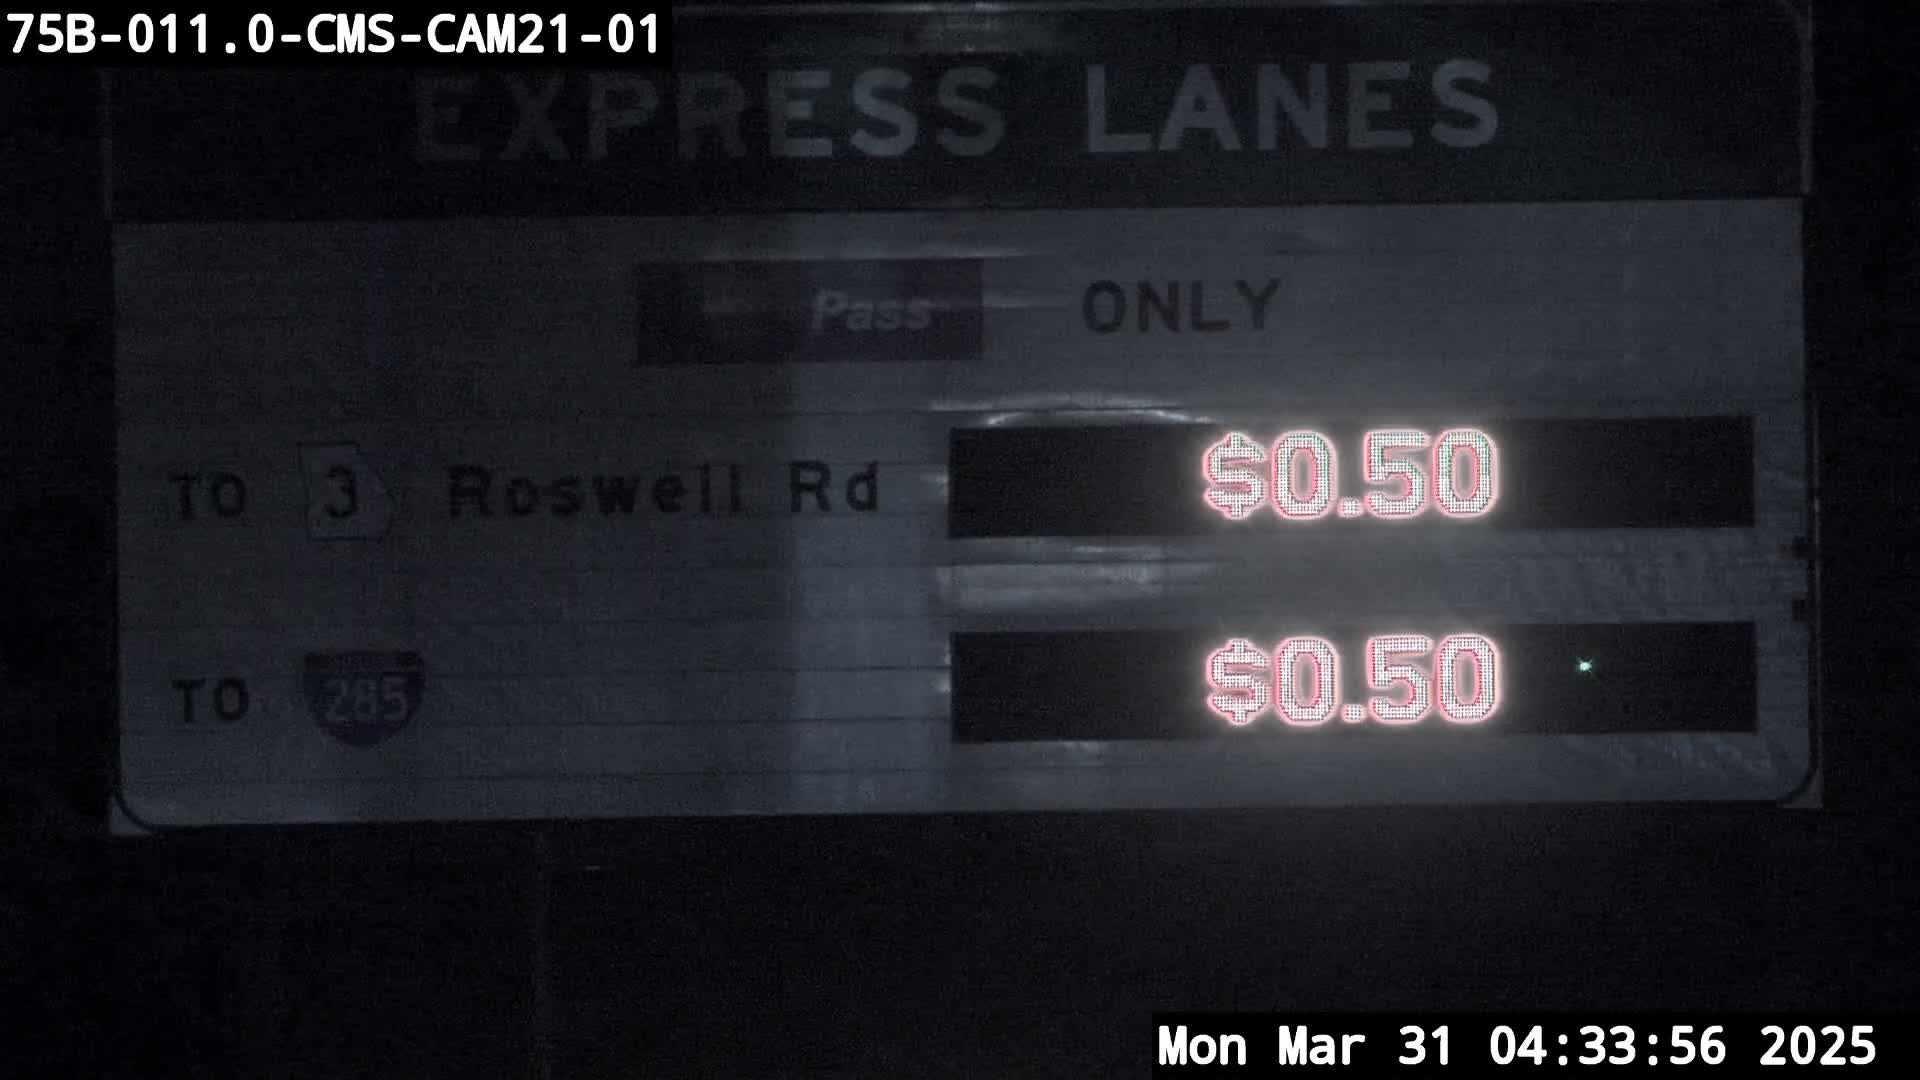 75B-011.0-CMS-CAM21-01
EXPRESS LANES
Pass ONLY
TO 3 Roswell Rd $0.50
TO 285 $0.50
Mon Mar 31 04:33:56 2025